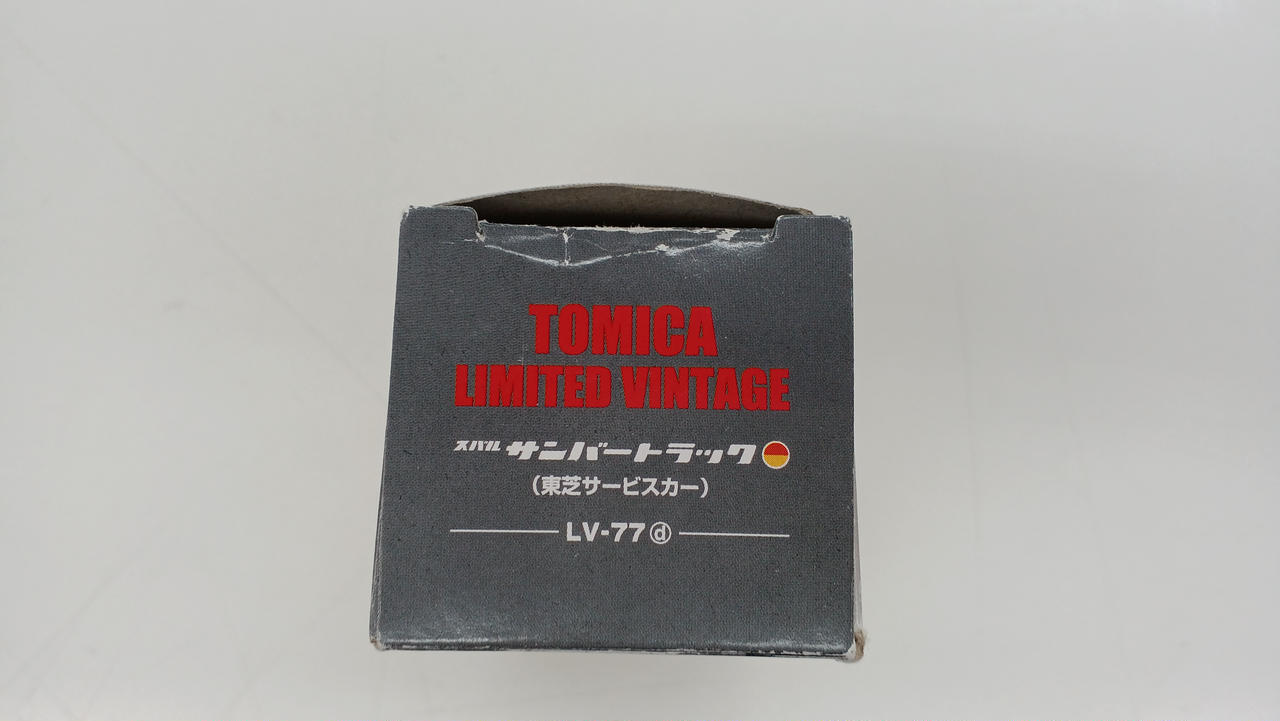 TOMICA
LIMITED VINTAGE
スバル サンバートラック
（東芝サービスカー）
LV-77ⓓ